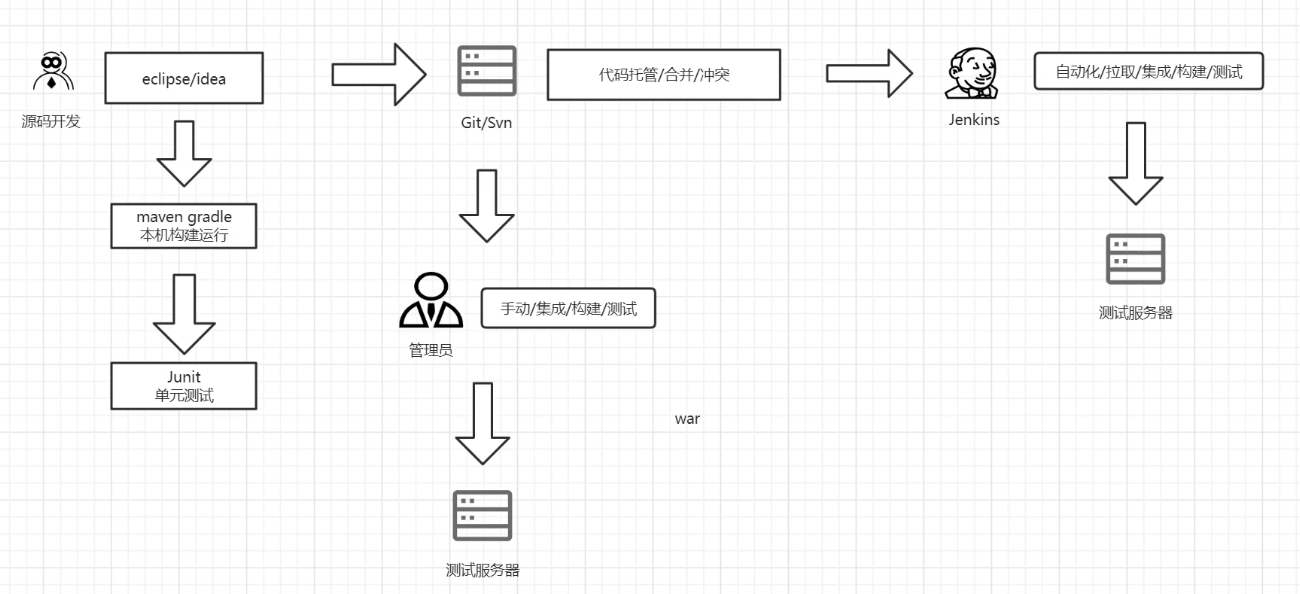 eclipse/idea
源码开发
maven gradle
本机构建运行
Junit
单元测试
Git/Svn
代码托管/合并/冲突
手动/集成/构建/测试
管理员
war
测试服务器
Jenkins
自动化/拉取/集成/构建/测试
测试服务器